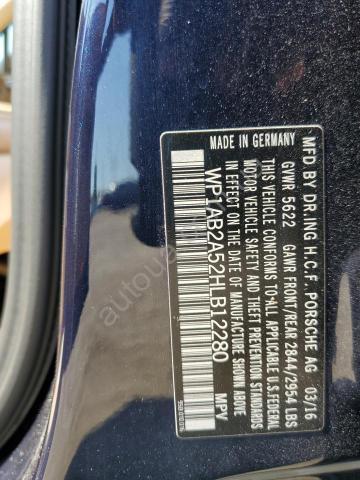 MFD BY DR.ING H.C.F. PORSCHE AG 03/16
GVWR 5622 GAWR FRONT/REAR 2844/2954 LBS
THIS VEHICLE CONFORMS TO ALL APPLICABLE U.S.FEDERAL
MOTOR VEHICLE SAFETY AND THEFT PREVENTION STANDARDS
IN EFFECT ON THE DATE OF MANUFACTURE SHOWN ABOVE
WP1AB2A52HLB12280 MPV
MADE IN GERMANY